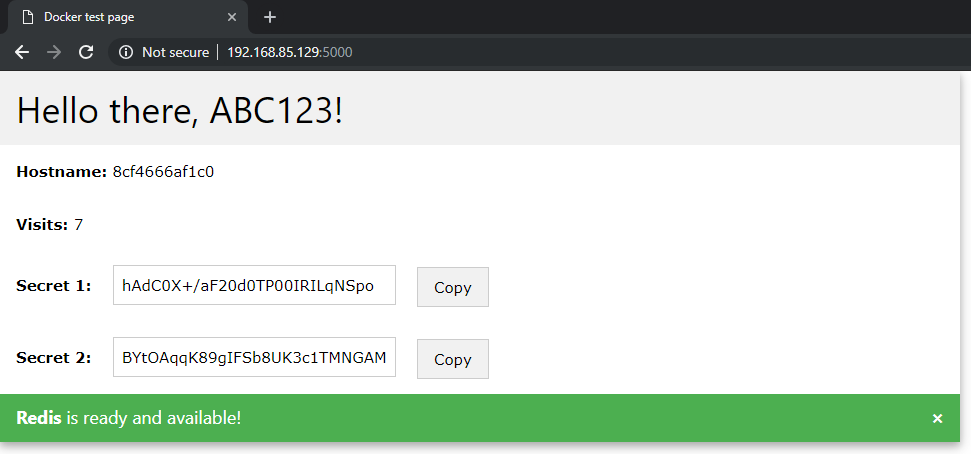 Docker test page
Not secure | 192.168.85.129:5000
Hello there, ABC123!
Hostname: 8cf4666af1c0
Visits: 7
Secret 1: hAdC0X+/aF20d0TP00IRILqNSpo Copy
Secret 2: BYtOAqqK89gIFSb8UK3c1TMNGAM Copy
Redis is ready and available!